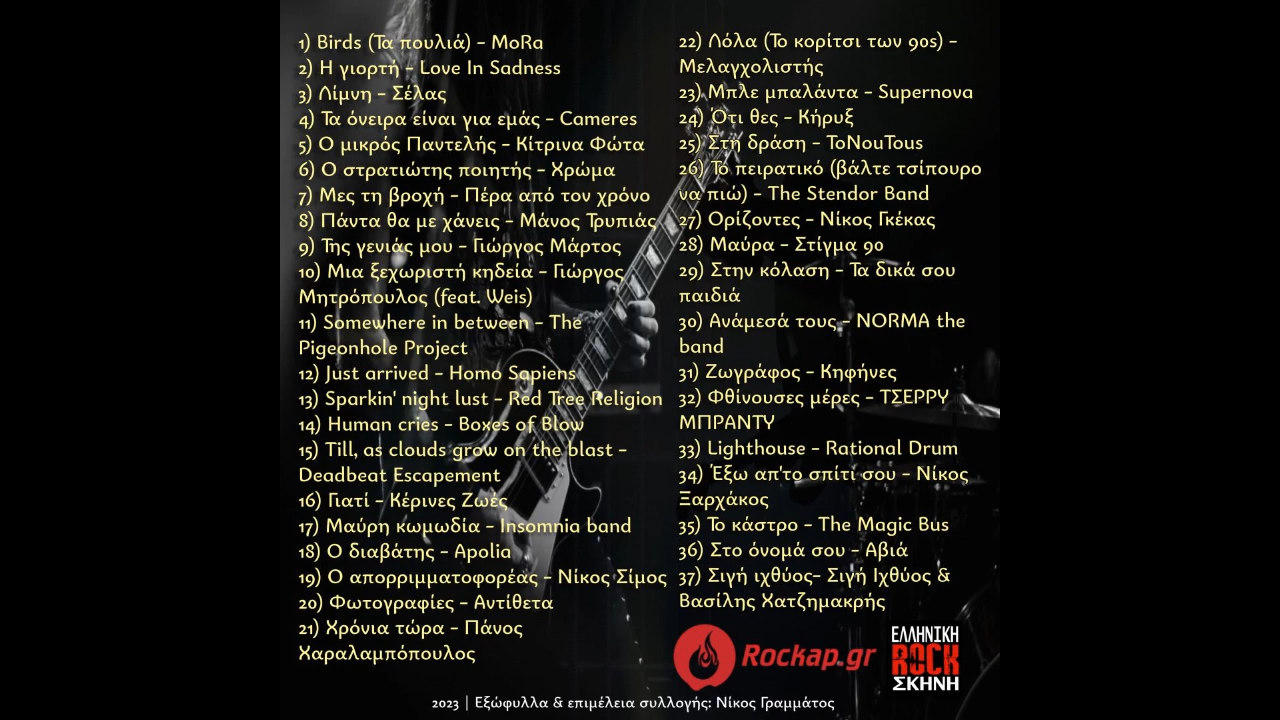 1) Birds (Τα πουλιά) - MoRa
2) Η γιορτή - Love In Sadness
3) Λίμνη - Σέλας
4) Τα όνειρα είναι για εμάς - Cameres
5) Ο μικρός Παντελής - Κίτρινα Φώτα
6) Ο στρατιώτης ποιητής - Χρώμα
7) Μες τη βροχή - Πέρα από τον χρόνο
8) Πάντα θα με χάνεις - Μάνος Τρυπιάς
9) Της γενιάς μου - Γιώργος Μάρτος
10) Μια ξεχωριστή κηδεία - Γιώργος
Μητρόπουλος (feat. Weis)
11) Somewhere in between - The
Pigeonhole Project
12) Just arrived - Homo Sapiens
13) Sparkin' night lust - Red Tree Religion
14) Human cries - Boxes of Blow
15) Till, as clouds grow on the blast -
Deadbeat Escapement
16) Γιατί - Κέρινες Ζωές
17) Μαύρη κωμωδία - Insomnia band
18) Ο διαβάτης - Apolia
19) Ο απορριμματοφορέας - Νίκος Σίμος
20) Φωτογραφίες - Αντίθετα
21) Χρόνια τώρα - Πάνος
Χαραλαμπόπουλος
22) Λόλα (Το κορίτσι των 90s) -
Μελαγχολιστής
23) Μπλε μπαλάντα - Supernova
24) Ότι θες - Κήρυξ
25) Στη δράση - ToNouTous
26) Το πειρατικό (βάλτε τσίπουρο
να πιώ) - The Stendor Band
27) Ορίζοντες - Νίκος Γκέκας
28) Μαύρα - Στίγμα 90
29) Στην κόλαση - Τα δικά σου
παιδιά
30) Ανάμεσά τους - NORMA the
band
31) Ζωγράφος - Κηφήνες
32) Φθίνουσες μέρες - ΤΣΕΡΡΥ
ΜΠΡΑΝΤΥ
33) Lighthouse - Rational Drum
34) Έξω απ'το σπίτι σου - Νίκος
Ξαρχάκος
35) Το κάστρο - The Magic Bus
36) Στο όνομά σου - Αβιά
37) Σιγή ιχθύος- Σιγή Ιχθύος &
Βασίλης Χατζημακρής
Rockap.gr
ΕΛΛΗΝΙΚΗ
ROCK
ΣΚΗΝΗ
2023 | Εξώφυλλα & επιμέλεια συλλογής: Νίκος Γραμμάτος